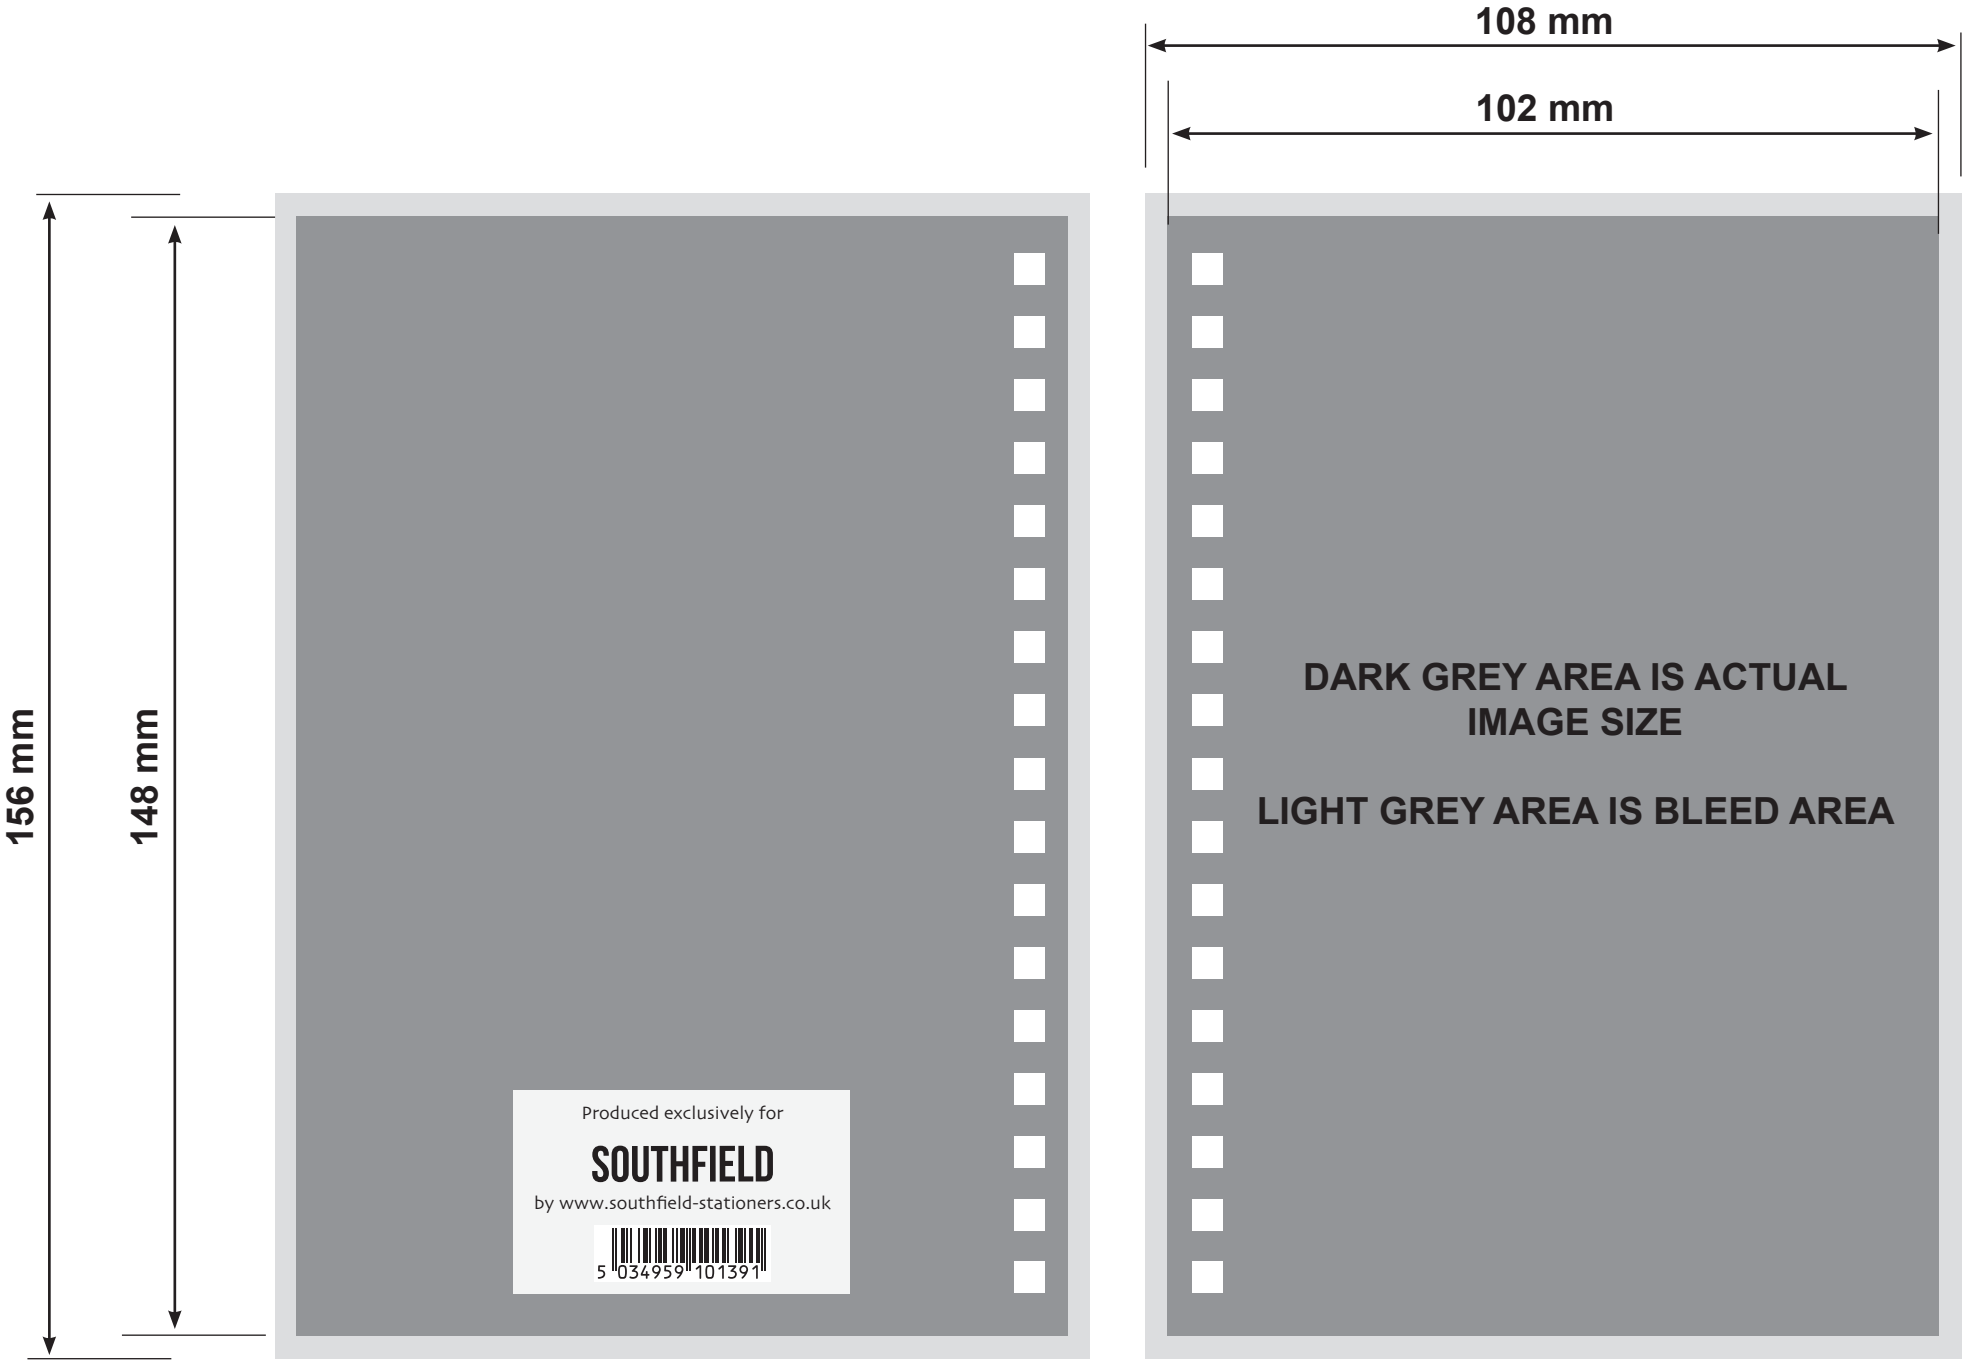 108 mm
102 mm
156 mm
148 mm
DARK GREY AREA IS ACTUAL
IMAGE SIZE
LIGHT GREY AREA IS BLEED AREA
Produced exclusively for
SOUTHFIELD
by www.southfield-stationers.co.uk
5 034959 101391